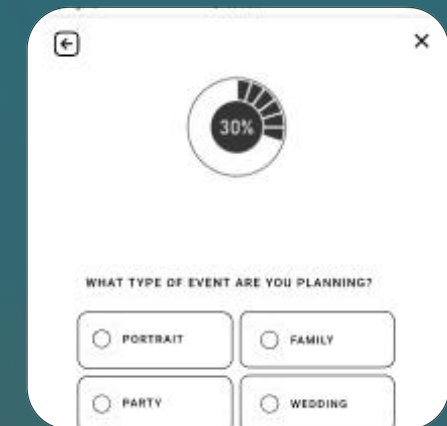 30%
WHAT TYPE OF EVENT ARE YOU PLANNING?
PORTRAIT
FAMILY
PARTY
WEDDING